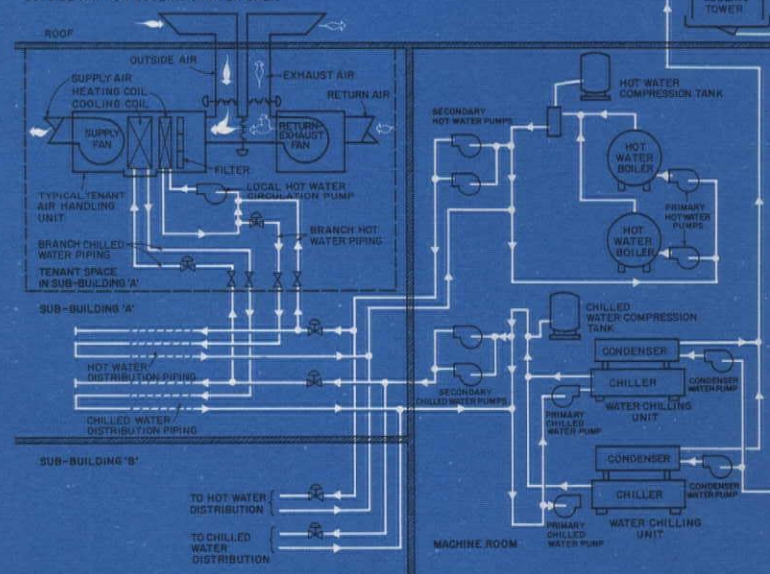 TOWER
ROOF
OUTSIDE AIR
EXHAUST AIR
SUPPLY AIR
HEATING COIL
COOLING COIL
RETURN AIR
SUPPLY
FAN
RETURN-
EXHAUST
FAN
FILTER
TYPICAL TENANT
AIR HANDLING
UNIT
LOCAL HOT WATER
CIRCULATION PUMP
BRANCH HOT
WATER PIPING
BRANCH CHILLED
WATER PIPING
TENANT SPACE
IN SUB-BUILDING 'A'
SUB-BUILDING 'A'
HOT WATER
DISTRIBUTION PIPING
CHILLED WATER
DISTRIBUTION PIPING
SUB-BUILDING 'B'
TO HOT WATER
DISTRIBUTION
TO CHILLED
WATER
DISTRIBUTION
HOT WATER
COMPRESSION TANK
SECONDARY
HOT WATER PUMPS
HOT
WATER
BOILER
PRIMARY
HOT WATER
PUMPS
HOT
WATER
BOILER
CHILLED
WATER COMPRESSION
TANK
SECONDARY
CHILLED WATER PUMPS
CONDENSER
CHILLER
CONDENSER
WATER PUMP
PRIMARY
CHILLED
WATER PUMP
WATER CHILLING
UNIT
CONDENSER
CHILLER
CONDENSER
WATER PUMP
PRIMARY
CHILLED
WATER PUMP
WATER CHILLING
UNIT
MACHINE ROOM